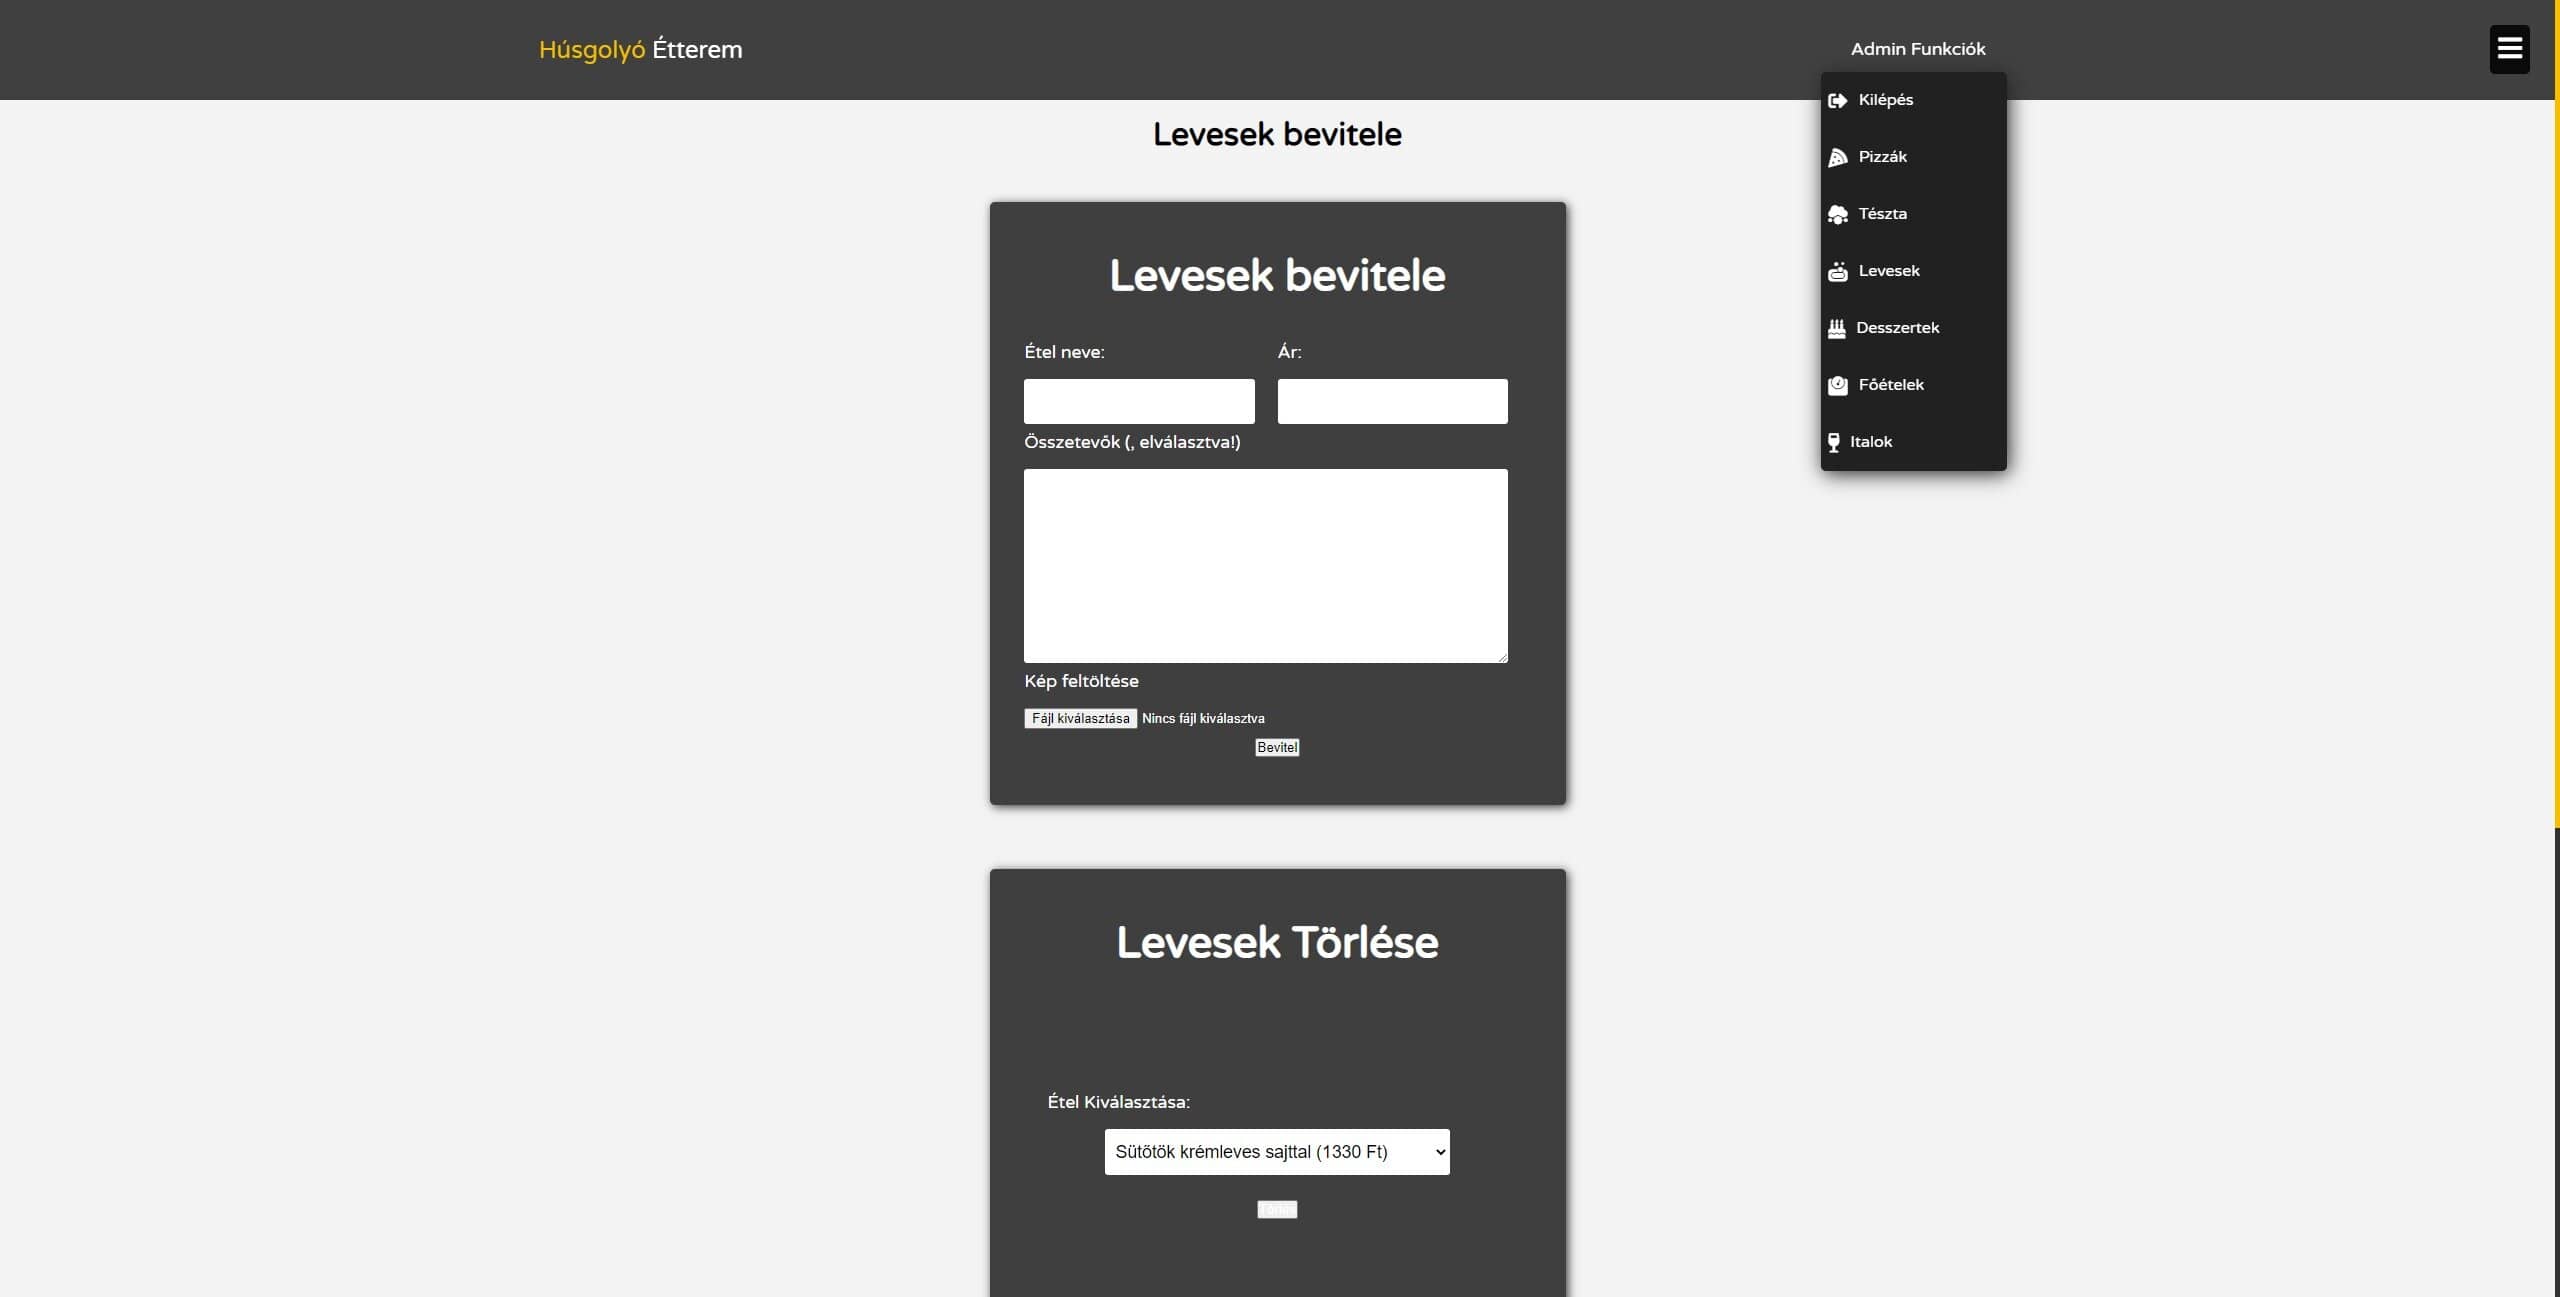 Húsgolyó Étterem
Admin Funkciók
Kilépés
Pizzák
Tészta
Levesek
Desszertek
Főételek
Italok
Levesek bevitele
Levesek bevitele
Étel neve:
Ár:
Összetevők (, elválasztva!)
Kép feltöltése
Fájl kiválasztása Nincs fájl kiválasztva
Bevitel
Levesek Törlése
Étel Kiválasztása:
Sütőtök krémleves sajttal (1330 Ft)